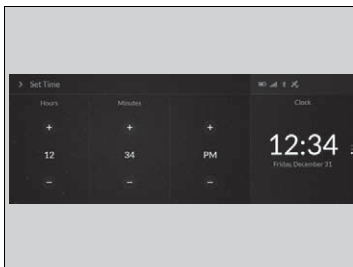 Set Time
Hours
Minutes
Clock
+
+
+
12
34
PM
12:34
Friday, December 31
-
-
-